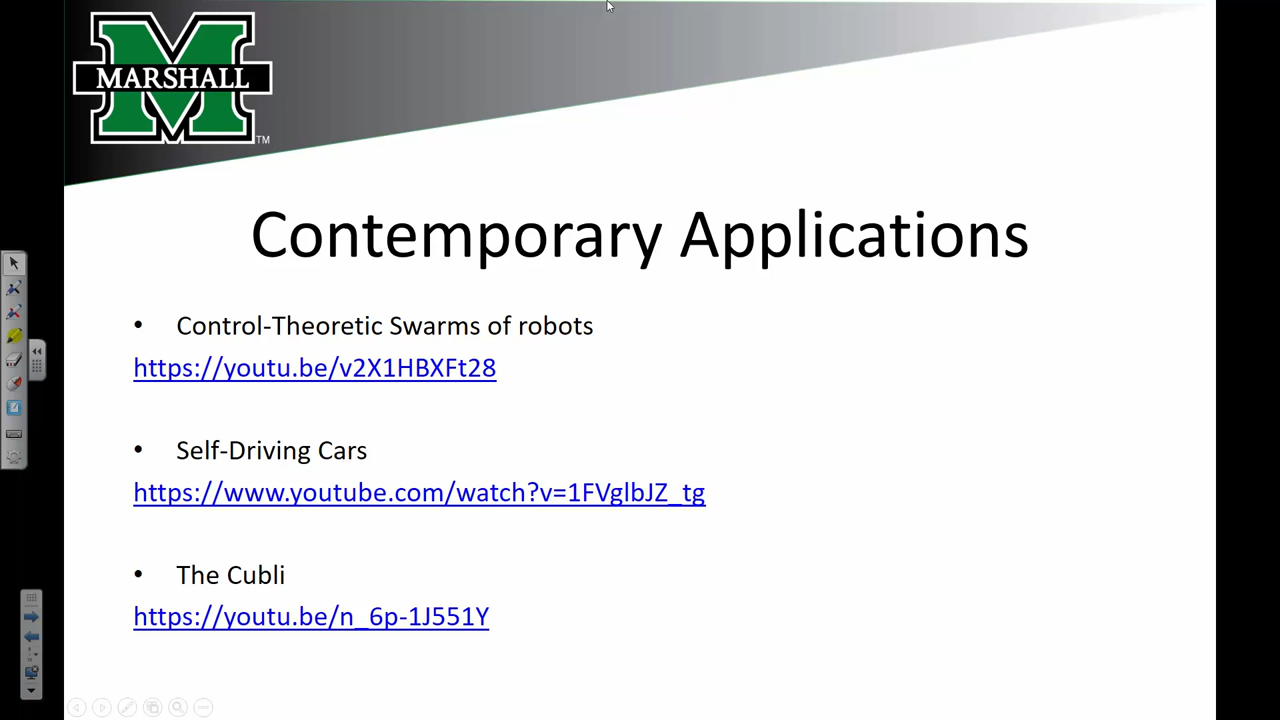 MARSHALL
TM
Contemporary Applications
• Control-Theoretic Swarms of robots
https://youtu.be/v2X1HBXFt28
• Self-Driving Cars
https://www.youtube.com/watch?v=1FVglbJZ_tg
• The Cubli
https://youtu.be/n_6p-1J551Y